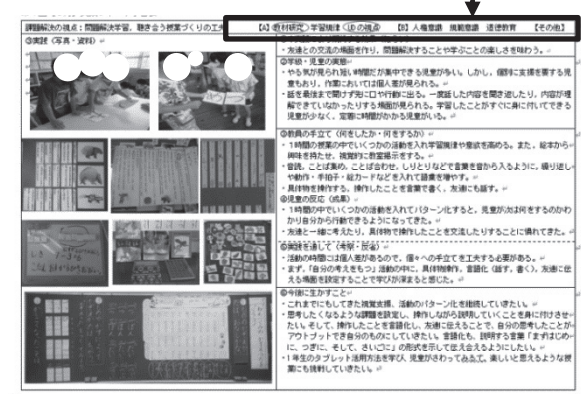 課題解決の視点：問題解決学習、聴き合う授業づくりの工夫
【A】教材研究 学習規律 UDの視点 【B】人権意識 規範意識 道徳教育 【その他】
③実践（写真・資料）
・友達との交流の場面を作り、問題解決することや学ぶことの楽しさを味わう。
②学級・児童の実態
・やる気が見られ短い時間だが集中できる児童が多い。しかし、個別に支援を要する児
童もおり、作業においては個人差が見られる。
・話を最後まで聞けず先に口や行動に出る。一度話した内容を聞き返したり、内容が理
解できていなかったりする場面が見られる。学習したことがすぐに身に付いてできる
児童が少なく、定着に時間がかかる児童がいる。
③教員の手立て（何をしたか・何をするか）
・1時間の授業の中でいくつかの活動を入れ学習規律や意欲を高める。また、絵本から
興味を持たせ、視覚的に教室掲示をする。
・音読、ことば集め、ことば合わせ、しりとりなどで言葉を音から入るように、繰り返し
や動作・手拍子・絵カードなどを入れて語彙を増やす。
・具体物を操作する、操作したことを言葉で書く、友達にも話す。
④児童の反応（成果）
・1時間の中でいくつかの活動を入れてパターン化すると、児童が次は何をするのかわ
かり自分から行動できるようになってきた。
・友達と一緒に考えたり、具体物で操作したことを交流したりすることに慣れてきた。
⑤実践を通して（考察・反省）
・活動の時間には個人差があるので、個々への手立てを工夫する必要がある。
・まず、「自分の考えをもつ」活動の中に、具体物操作、言語化（話す、書く）、友達に伝
える場面を設定することで学びが深まると感じた。
⑥今後に生かすこと
・これまでにもしてきた視覚支援、活動のパターン化を継続していきたい。
・思考したくなるような課題を設定し、操作しながら説明していくことを身に付けさせ
たい。そして、操作したことを言語化し、友達に伝えることで、自分の思考したことが
アウトプットでき自分のものにしていきたい。言語化も、説明する言葉「まずはじめ
に、つぎに、そして、さいごに」の形式を示して伝え合えるようにしたい。
・1年生のタブレット活用方法を学び、児童がさわってみるて、楽しいと思えるような授
業にも挑戦していきたい。